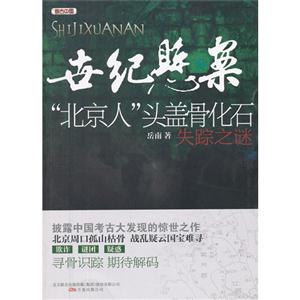 SHIJIXUANAN
世纪悬案
“北京人”头盖骨化石
岳南 著
失踪之谜
披露中国考古大发现的惊世之作
北京周口孤山枯骨 战乱疑云国宝难寻
欺诈 谜团 疑惑
寻骨识踪 期待解码